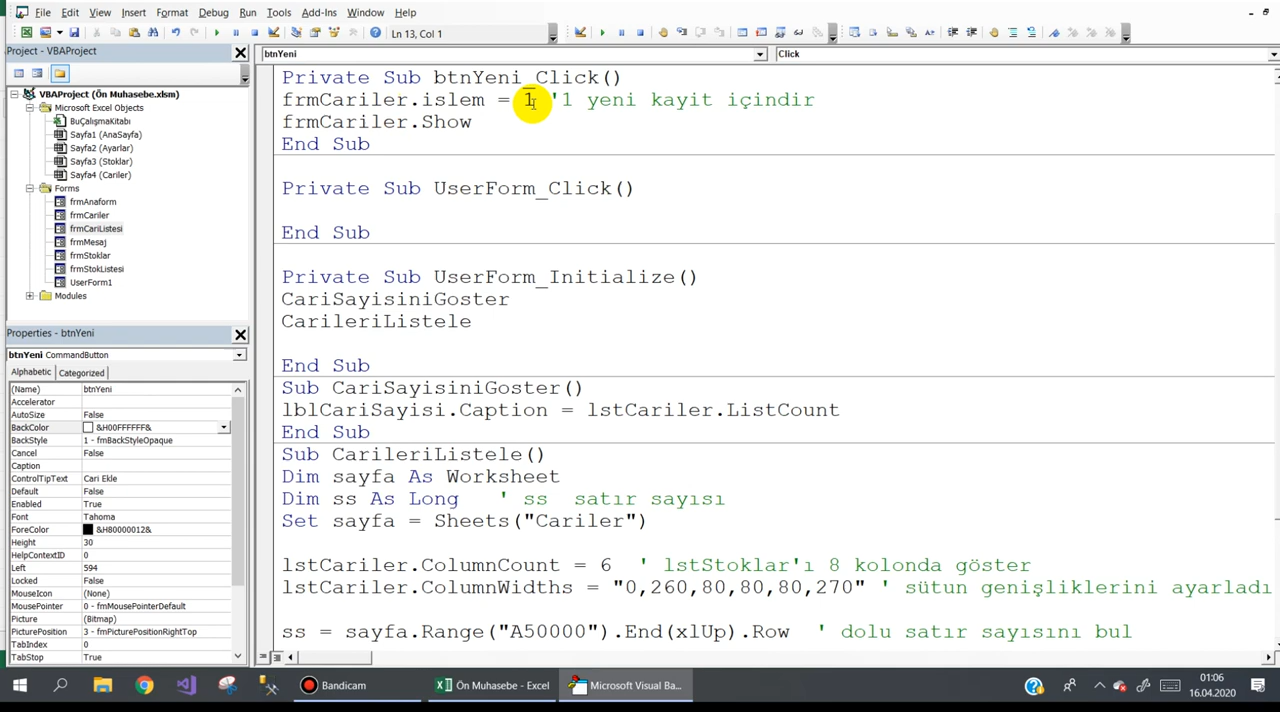 File Edit View Insert Format Debug Run Tools Add-Ins Window Help
Ln 13, Col 1
Project - VBAProject
btnYeni
Click
VBAProject (Ön Muhasebe.xlsm)
Microsoft Excel Objects
BuÇalışmaKitabı
Sayfa1 (AnaSayfa)
Sayfa2 (Ayarlar)
Sayfa3 (Stoklar)
Sayfa4 (Cariler)
Forms
frmAnaform
frmCariler
frmCariListesi
frmMesaj
frmStoklar
frmStokListesi
UserForm1
Modules
Properties - btnYeni
btnYeni CommandButton
Alphabetic Categorized
(Name) btnYeni
Accelerator
AutoSize False
BackColor &H00FFFFFF&
BackStyle 1 - fmBackStyleOpaque
Cancel False
Caption
ControlTipText Cari Ekle
Default False
Enabled True
Font Tahoma
ForeColor &H80000012&
Height 30
HelpContextID 0
Left 594
Locked False
MouseIcon (None)
MousePointer 0 - fmMousePointerDefault
Picture (Bitmap)
PicturePosition 3 - fmPicturePositionRightTop
TabIndex 0
TabStop True
Private Sub btnYeni_Click()
frmCariler.islem = 1 '1 yeni kayit içindir
frmCariler.Show
End Sub
Private Sub UserForm_Click()
End Sub
Private Sub UserForm_Initialize()
CariSayisiniGoster
CarileriListele
End Sub
Sub CariSayisiniGoster()
lblCariSayisi.Caption = lstCariler.ListCount
End Sub
Sub CarileriListele()
Dim sayfa As Worksheet
Dim ss As Long ' ss satır sayısı
Set sayfa = Sheets("Cariler")
lstCariler.ColumnCount = 6 ' lstStoklar'ı 8 kolonda göster
lstCariler.ColumnWidths = "0,260,80,80,80,270" ' sütun genişliklerini ayarladı
ss = sayfa.Range("A50000").End(xlUp).Row ' dolu satır sayısını bul
Bandicam
Ön Muhasebe - Excel
Microsoft Visual Ba...
01:06
16.04.2020